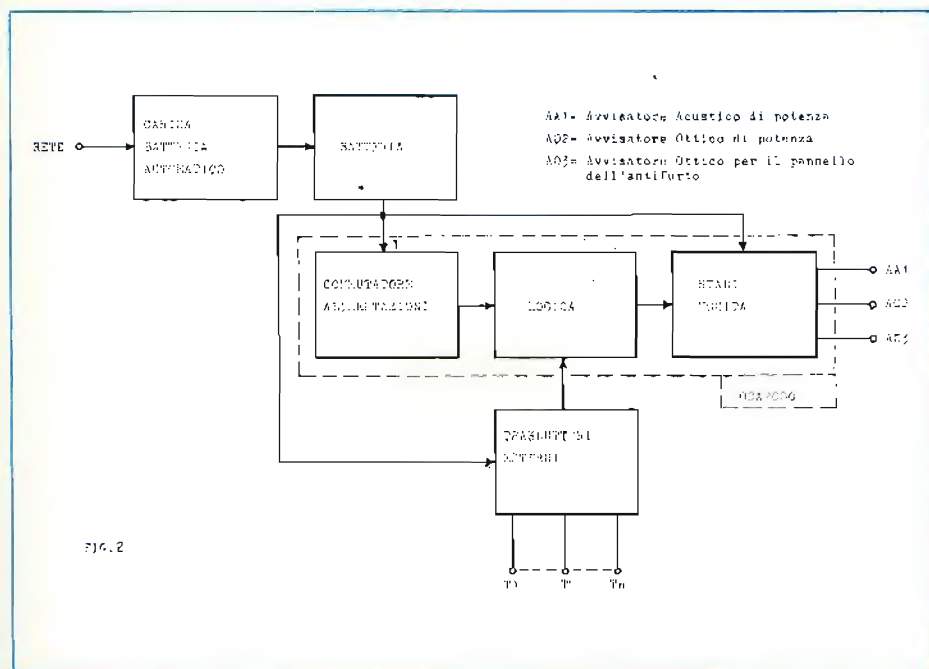 RETE
CARICA
BATTERIA
AUTOMATICO
BATTERIA
AA1= Avvisatore Acustico di potenza
AO2= Avvisatore Ottico di potenza
AO3= Avvisatore Ottico per il pannello
dell'antifurto
COMMUTATORE
ALIMENTAZIONI
LOGICA
STADI
USCITA
AA1
AO2
AO3
TRASDUTTORI
ESTERNI
FIG.2
T1
T
Tn